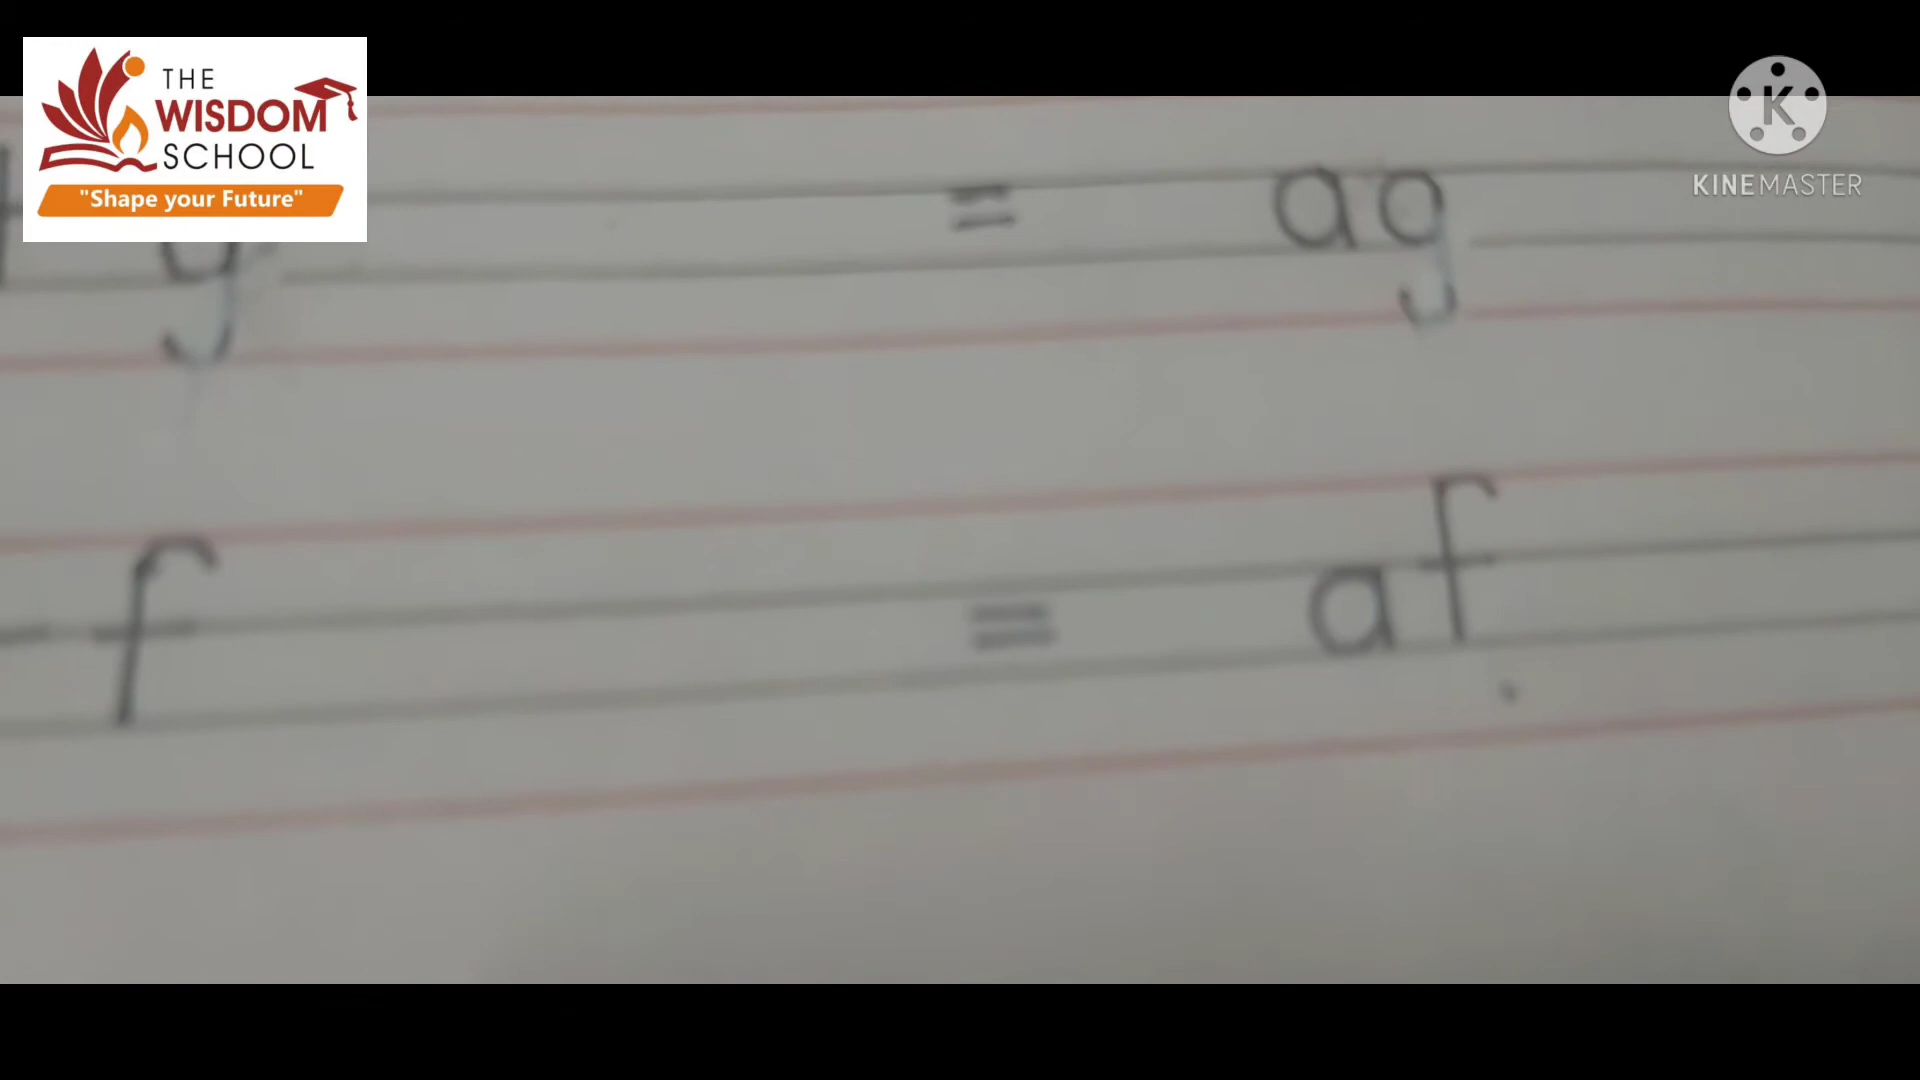 THE
WISDOM
SCHOOL
"Shape your Future"
K
KINEMASTER
g = ag
+ f = af